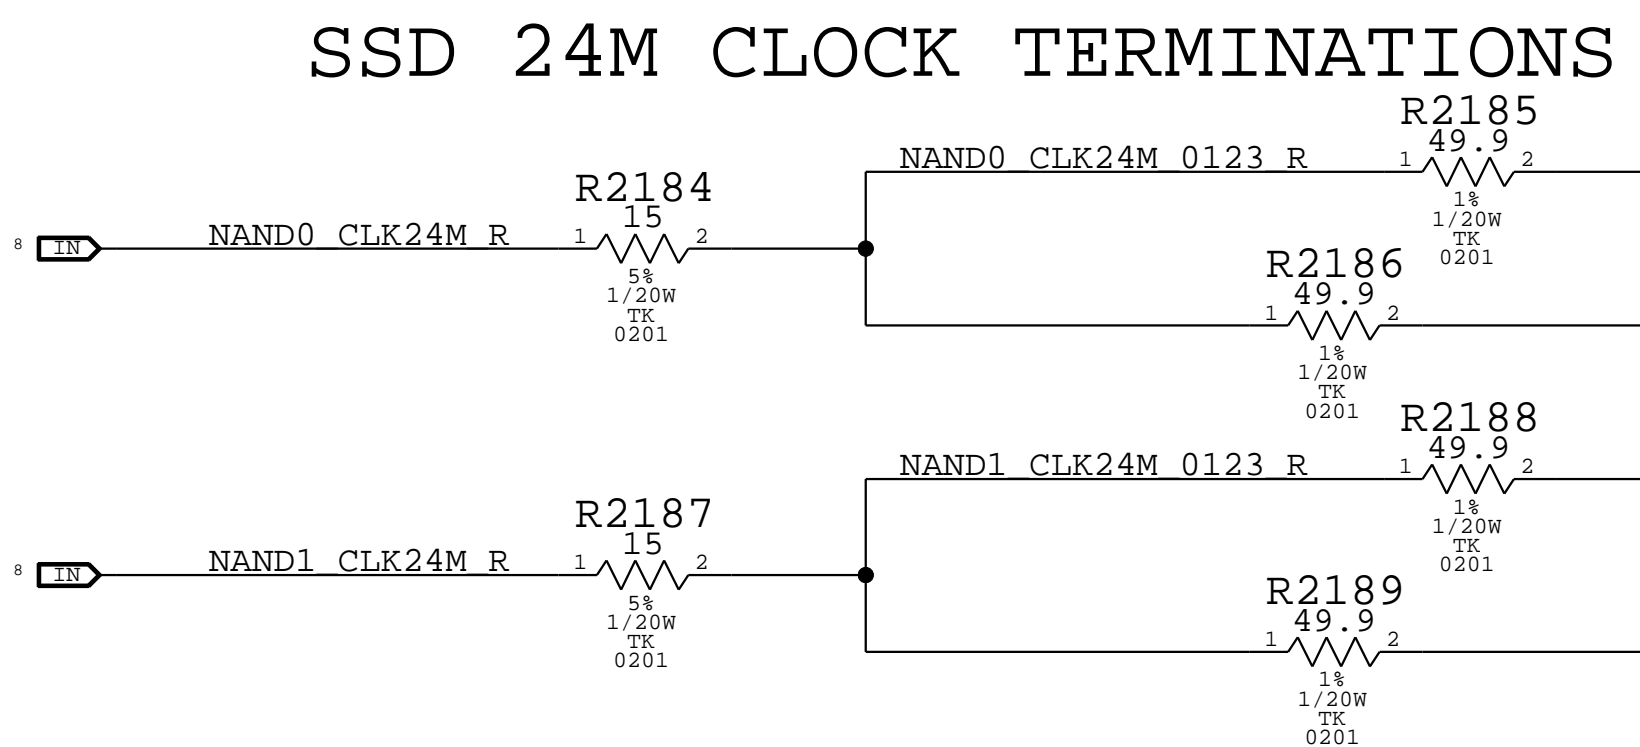 SSD 24M CLOCK TERMINATIONS
R2185
49.9
NAND0_CLK24M_0123_R
1
2
1%
1/20W
TK
0201
R2184
15
8
IN
NAND0_CLK24M_R
1
2
5%
1/20W
TK
0201
R2186
49.9
1
2
1%
1/20W
TK
0201
R2188
49.9
NAND1_CLK24M_0123_R
1
2
1%
1/20W
TK
0201
R2187
15
8
IN
NAND1_CLK24M_R
1
2
5%
1/20W
TK
0201
R2189
49.9
1
2
1%
1/20W
TK
0201